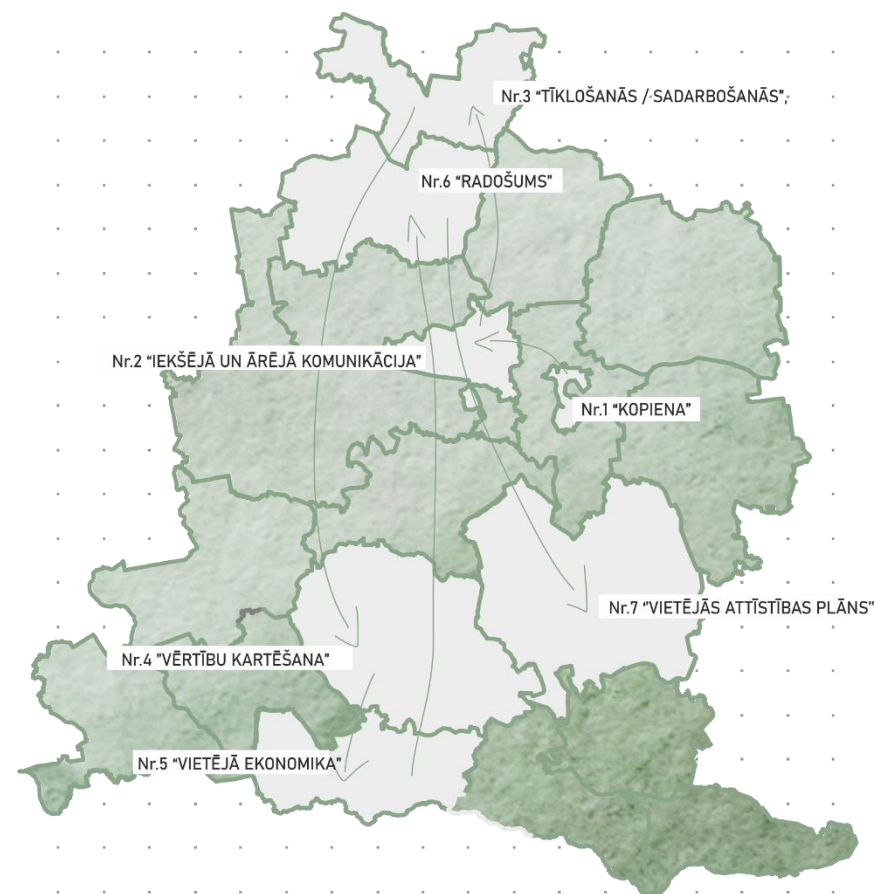 Nr.3 “TĪKLOŠANĀS / SADARBOŠANĀS”,
Nr.6 “RADOŠUMS”
Nr.2 “IEKŠĒJĀ UN ĀRĒJĀ KOMUNIKĀCIJA”
Nr.1 “KOPIENA”
Nr.7 “VIETĒJĀS ATTĪSTĪBAS PLĀNS”
Nr.4 “VĒRTĪBU KARTĒŠANA”
Nr.5 “VIETĒJĀ EKONOMIKA”